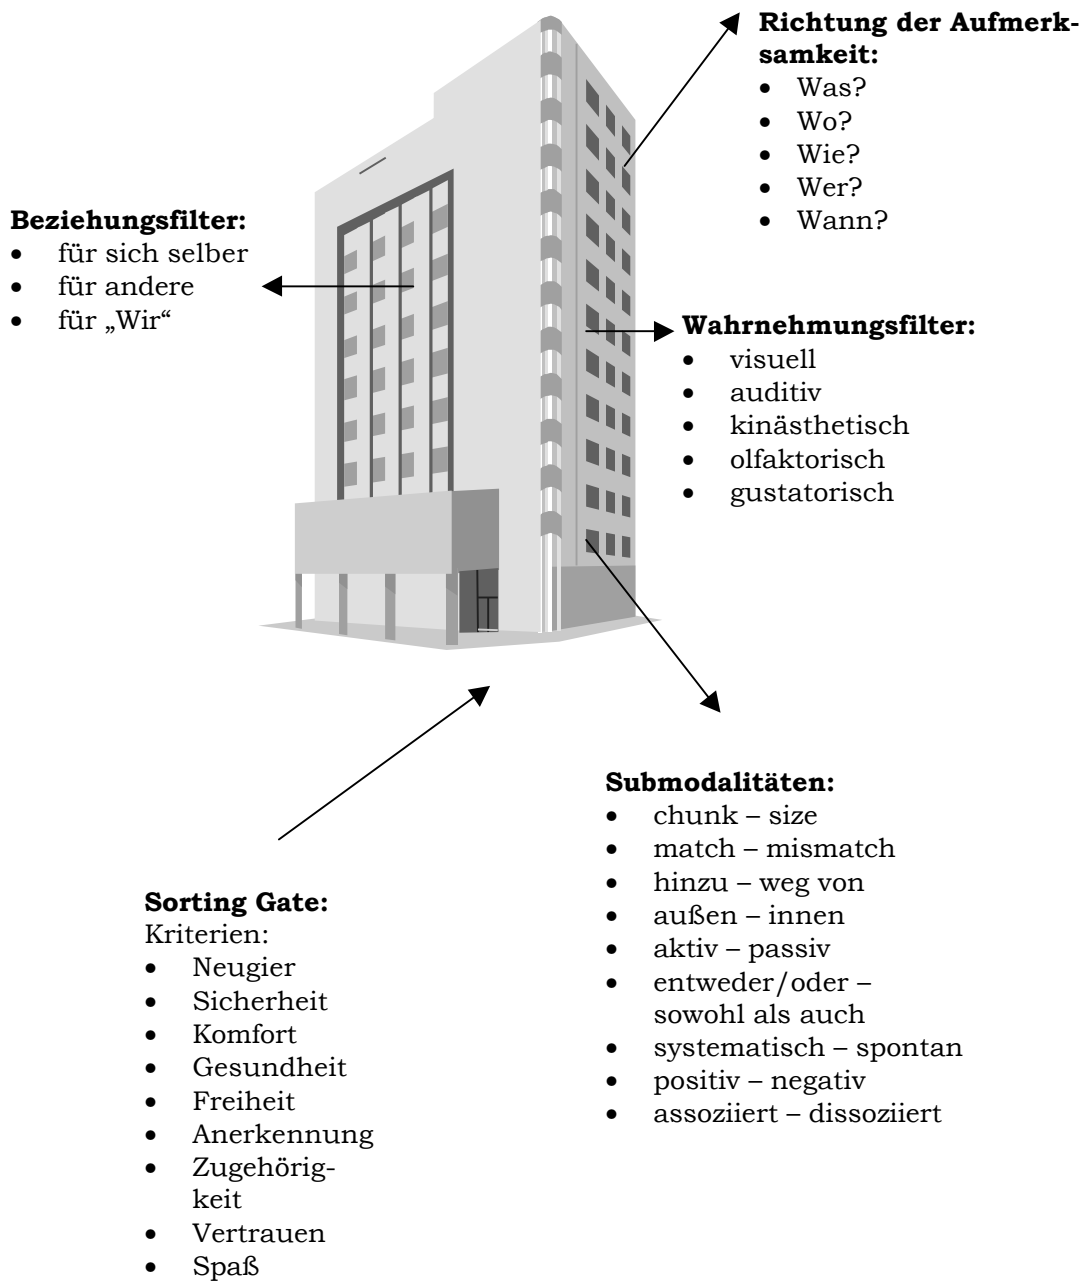 Richtung der Aufmerk-
samkeit:
• Was?
• Wo?
• Wie?
• Wer?
• Wann?
Beziehungsfilter:
• für sich selber
• für andere
• für „Wir“
Wahrnehmungsfilter:
• visuell
• auditiv
• kinästhetisch
• olfaktorisch
• gustatorisch
Submodalitäten:
• chunk – size
• match – mismatch
• hinzu – weg von
• außen – innen
• aktiv – passiv
• entweder/oder –
sowohl als auch
• systematisch – spontan
• positiv – negativ
• assoziiert – dissoziiert
Sorting Gate:
Kriterien:
• Neugier
• Sicherheit
• Komfort
• Gesundheit
• Freiheit
• Anerkennung
• Zugehörig-
keit
• Vertrauen
• Spaß